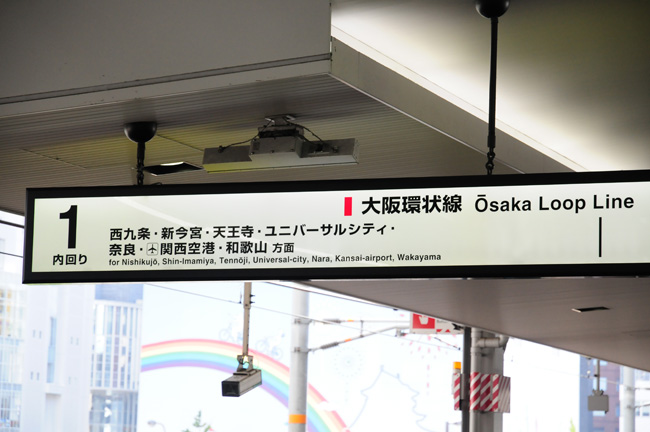 大阪環状線 Ōsaka Loop Line
1
内回り
西九条・新今宮・天王寺・ユニバーサルシティ・
奈良・関西空港・和歌山 方面
for Nishikujō, Shin-Imamiya, Tennōji, Universal-city, Nara, Kansai-airport, Wakayama